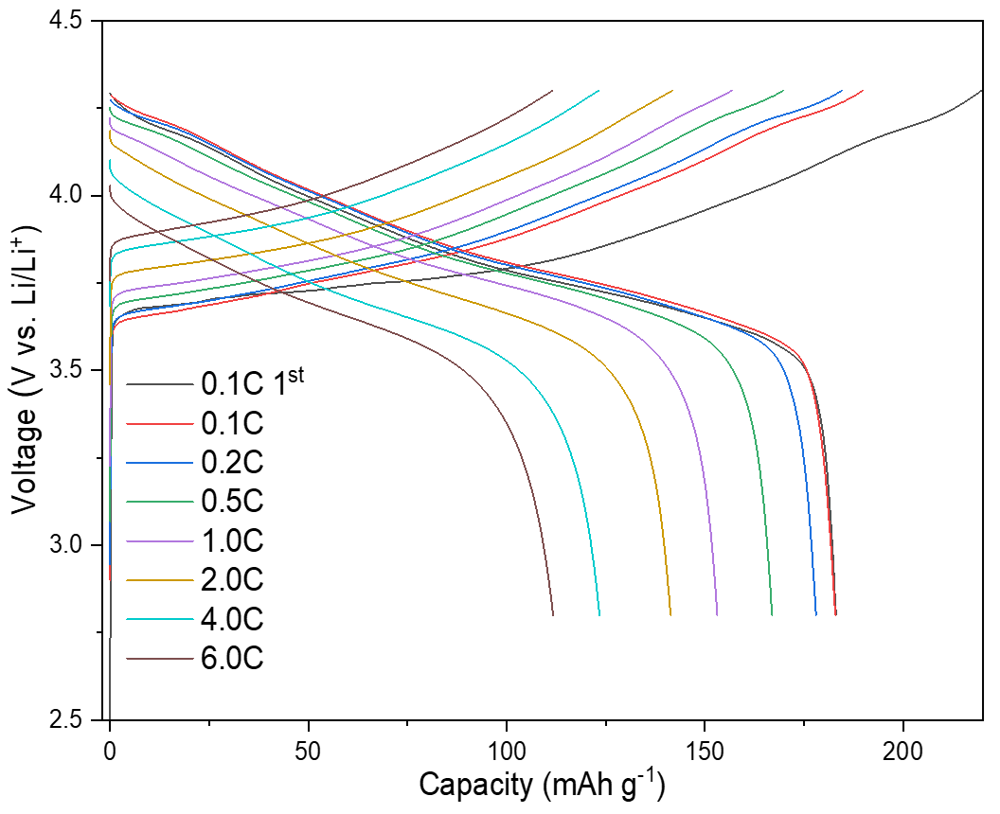 4.5
4.0
3.5
3.0
2.5
Voltage (V vs. Li/Li⁺)
0.1C 1ˢᵗ
0.1C
0.2C
0.5C
1.0C
2.0C
4.0C
6.0C
0 50 100 150 200
Capacity (mAh g⁻¹)